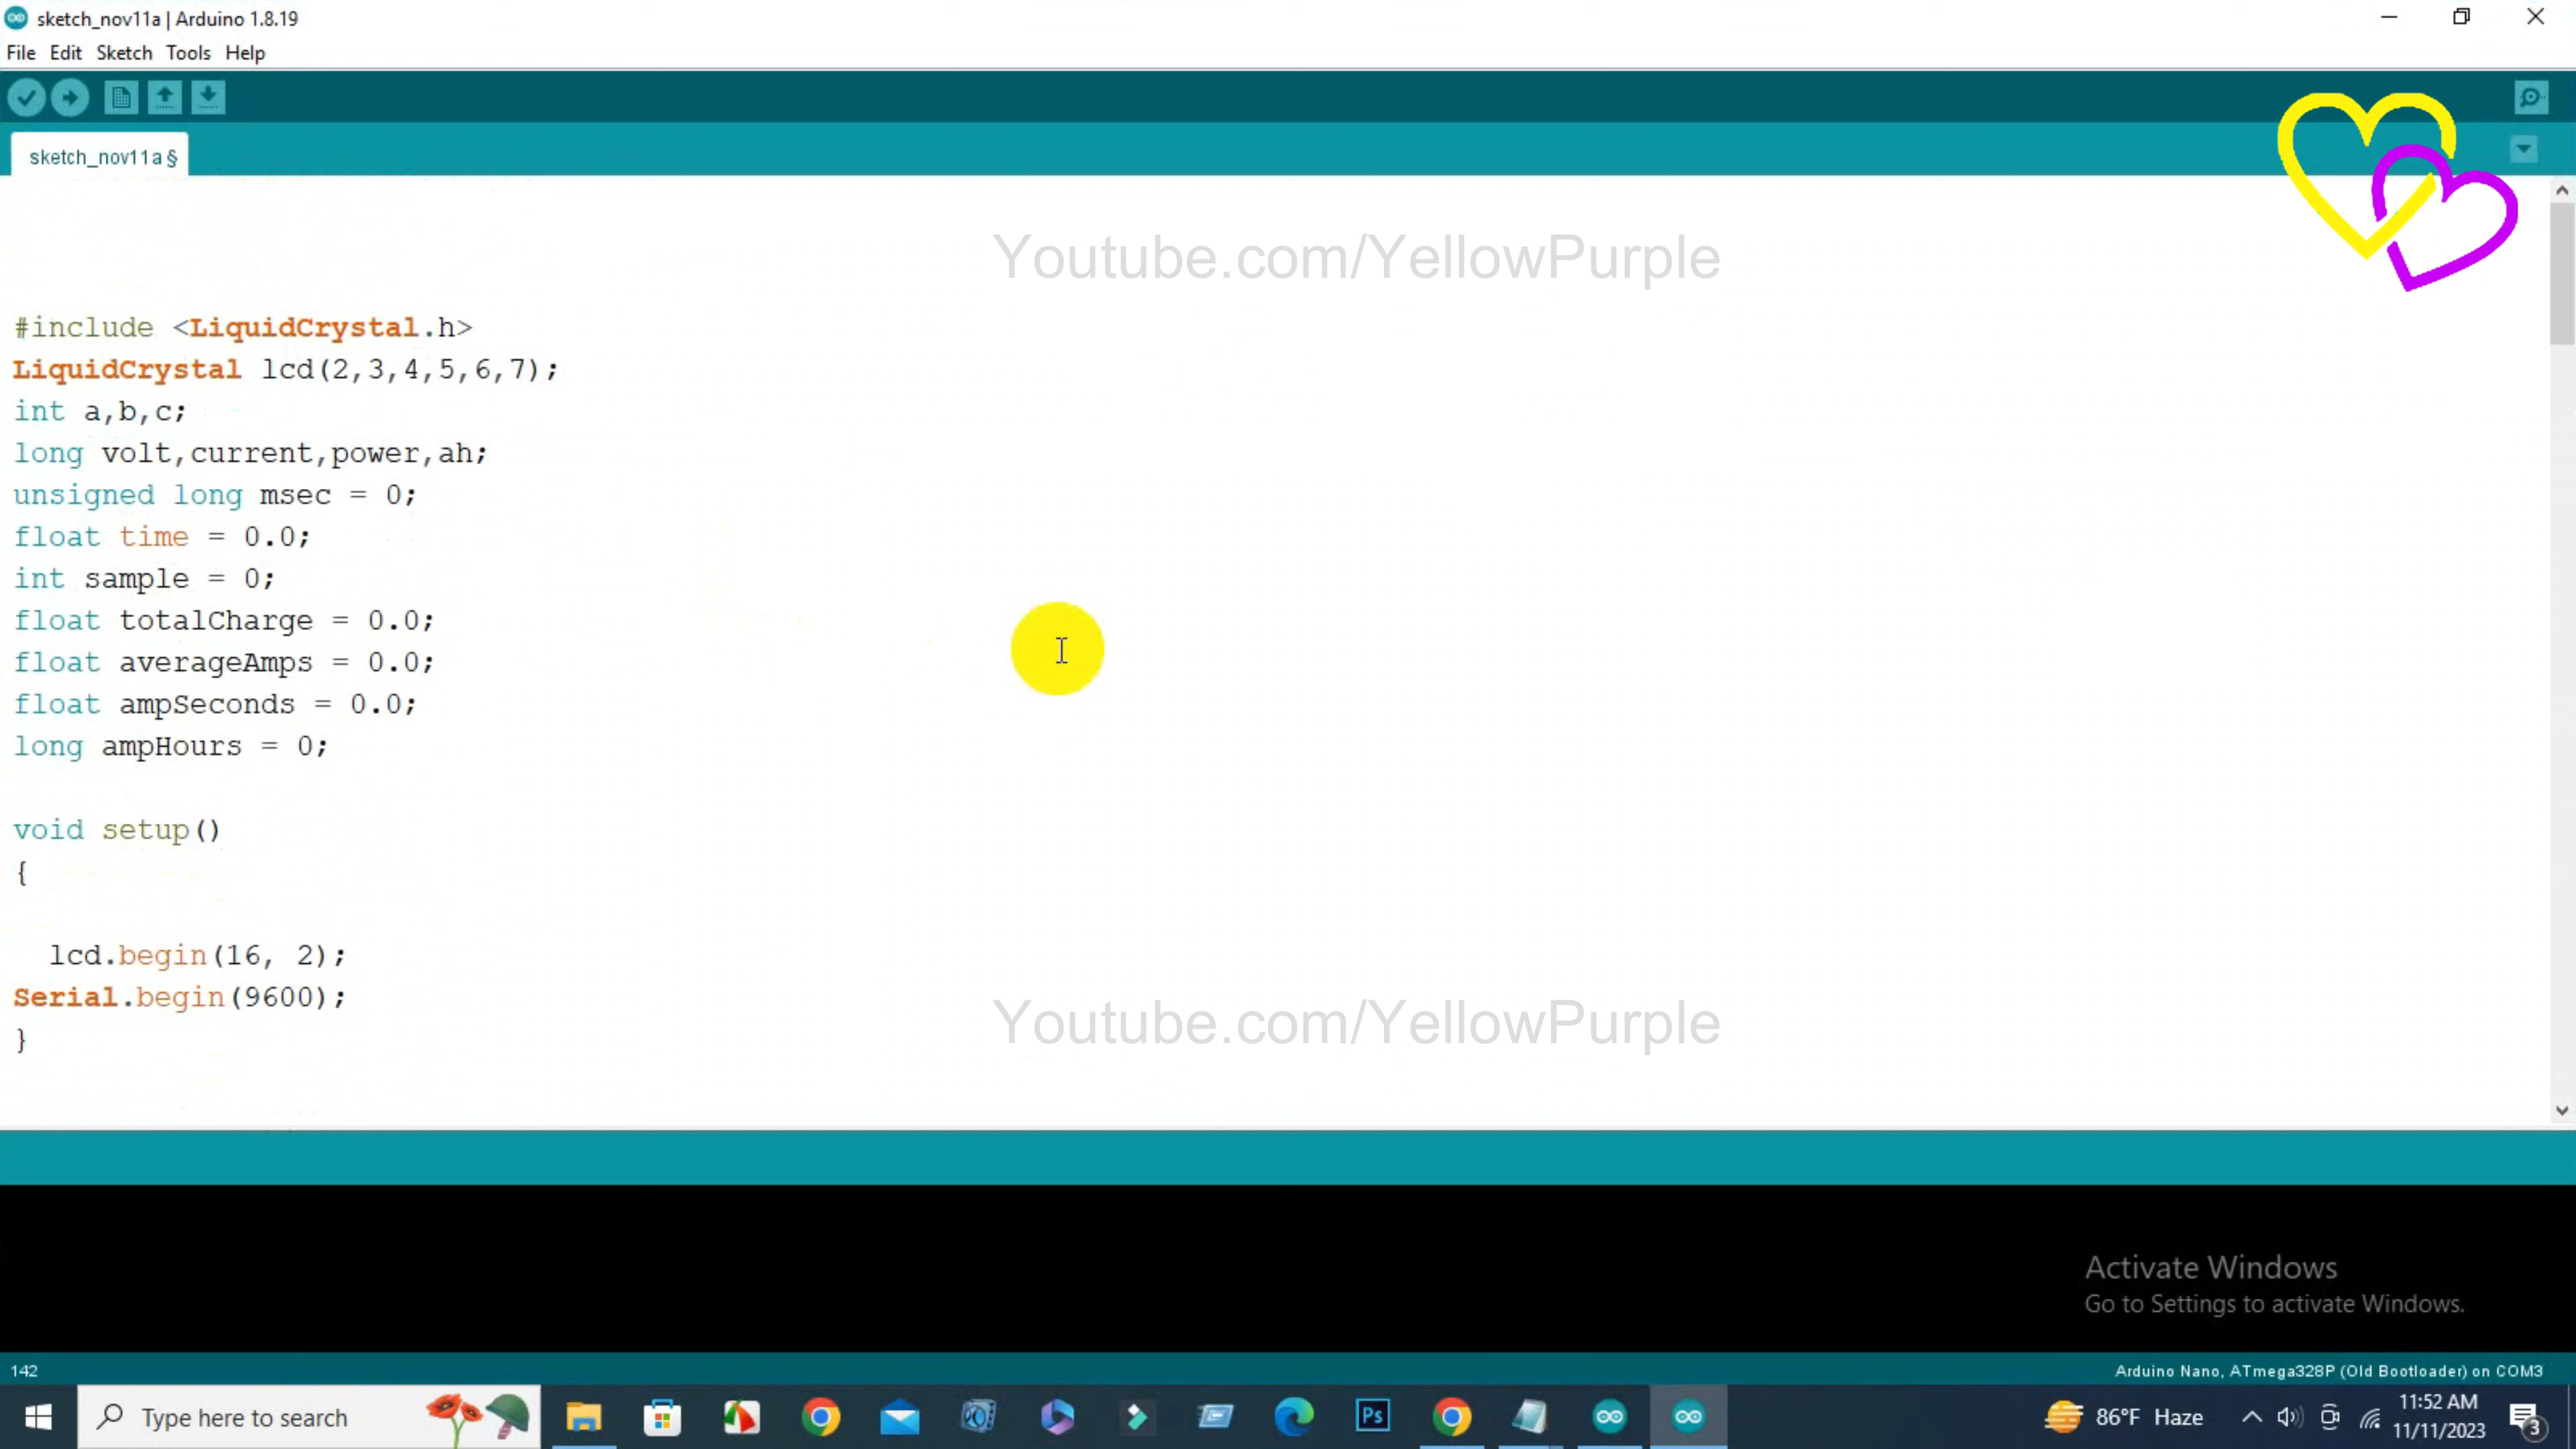 sketch_nov11a | Arduino 1.8.19
File Edit Sketch Tools Help
sketch_nov11a §
Youtube.com/YellowPurple
#include <LiquidCrystal.h>
LiquidCrystal lcd(2,3,4,5,6,7);
int a,b,c;
long volt,current,power,ah;
unsigned long msec = 0;
float time = 0.0;
int sample = 0;
float totalCharge = 0.0;
float averageAmps = 0.0;
float ampSeconds = 0.0;
long ampHours = 0;
void setup()
{
lcd.begin(16, 2);
Serial.begin(9600);
Youtube.com/YellowPurple
}
Activate Windows
Go to Settings to activate Windows.
142
Arduino Nano, ATmega328P (Old Bootloader) on COM3
Type here to search
Ps
86°F Haze
11:52 AM
11/11/2023
3